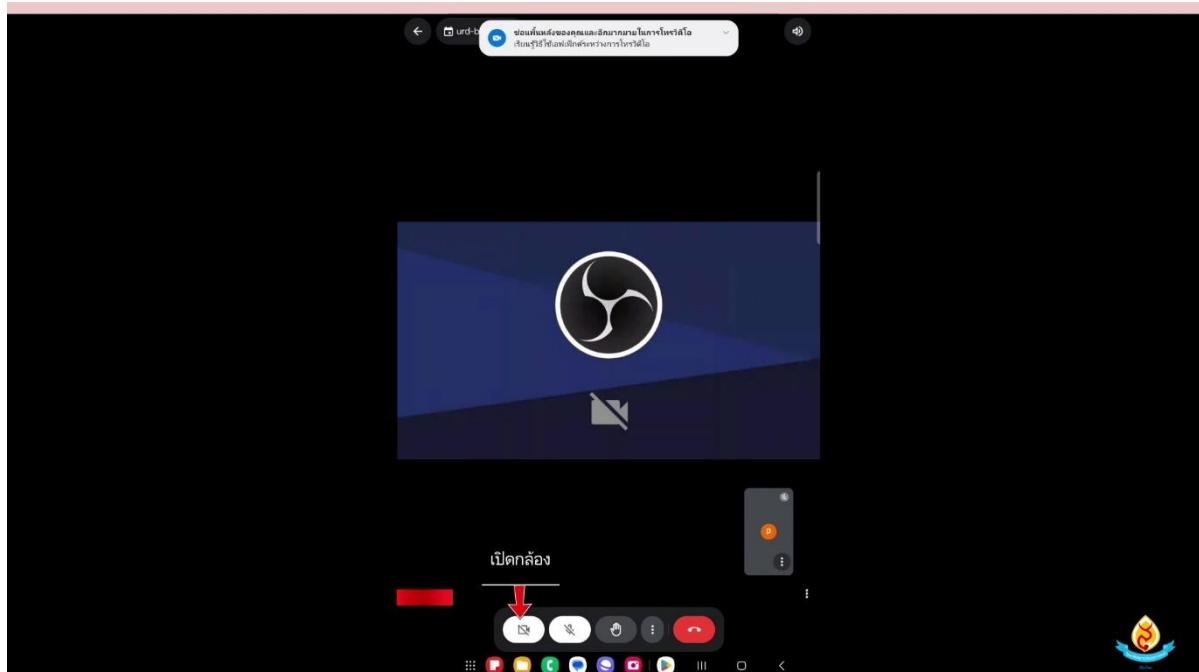 urd-b
ซ่อนพื้นหลังของคุณและอีกมากมายในการโทรวิดีโอ
เรียนรู้วิธีใช้เอฟเฟ็กต์ระหว่างการโทรวิดีโอ
P
เปิดกล้อง